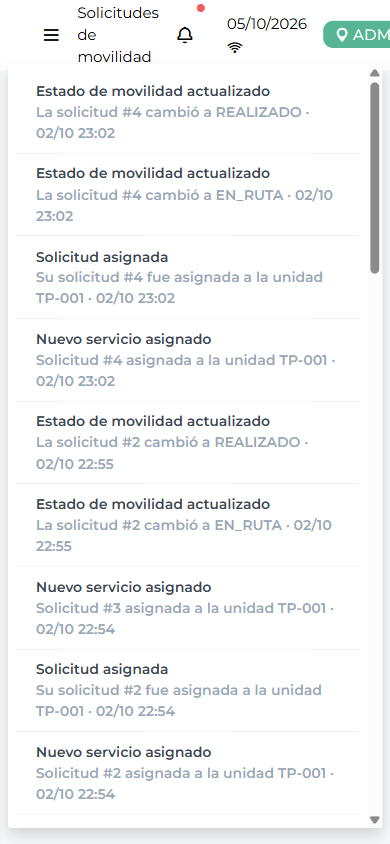 Solicitudes
de
movilidad
05/10/2026
ADM
Estado de movilidad actualizado
La solicitud #4 cambió a REALIZADO ·
02/10 23:02
Estado de movilidad actualizado
La solicitud #4 cambió a EN_RUTA · 02/10
23:02
Solicitud asignada
Su solicitud #4 fue asignada a la unidad
TP-001 · 02/10 23:02
Nuevo servicio asignado
Solicitud #4 asignada a la unidad TP-001 ·
02/10 23:02
Estado de movilidad actualizado
La solicitud #2 cambió a REALIZADO ·
02/10 22:55
Estado de movilidad actualizado
La solicitud #2 cambió a EN_RUTA · 02/10
22:55
Nuevo servicio asignado
Solicitud #3 asignada a la unidad TP-001 ·
02/10 22:54
Solicitud asignada
Su solicitud #2 fue asignada a la unidad
TP-001 · 02/10 22:54
Nuevo servicio asignado
Solicitud #2 asignada a la unidad TP-001 ·
02/10 22:54